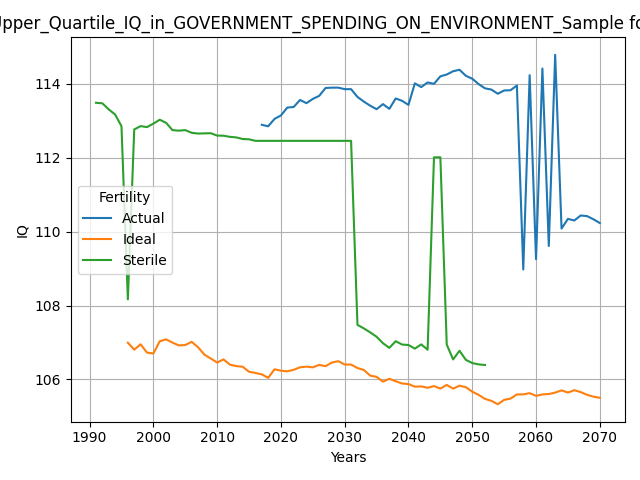 Upper_Quartile_IQ_in_GOVERNMENT_SPENDING_ON_ENVIRONMENT_Sample fo
114
112
110
108
106
IQ
Fertility
Actual
Ideal
Sterile
1990 2000 2010 2020 2030 2040 2050 2060 2070
Years